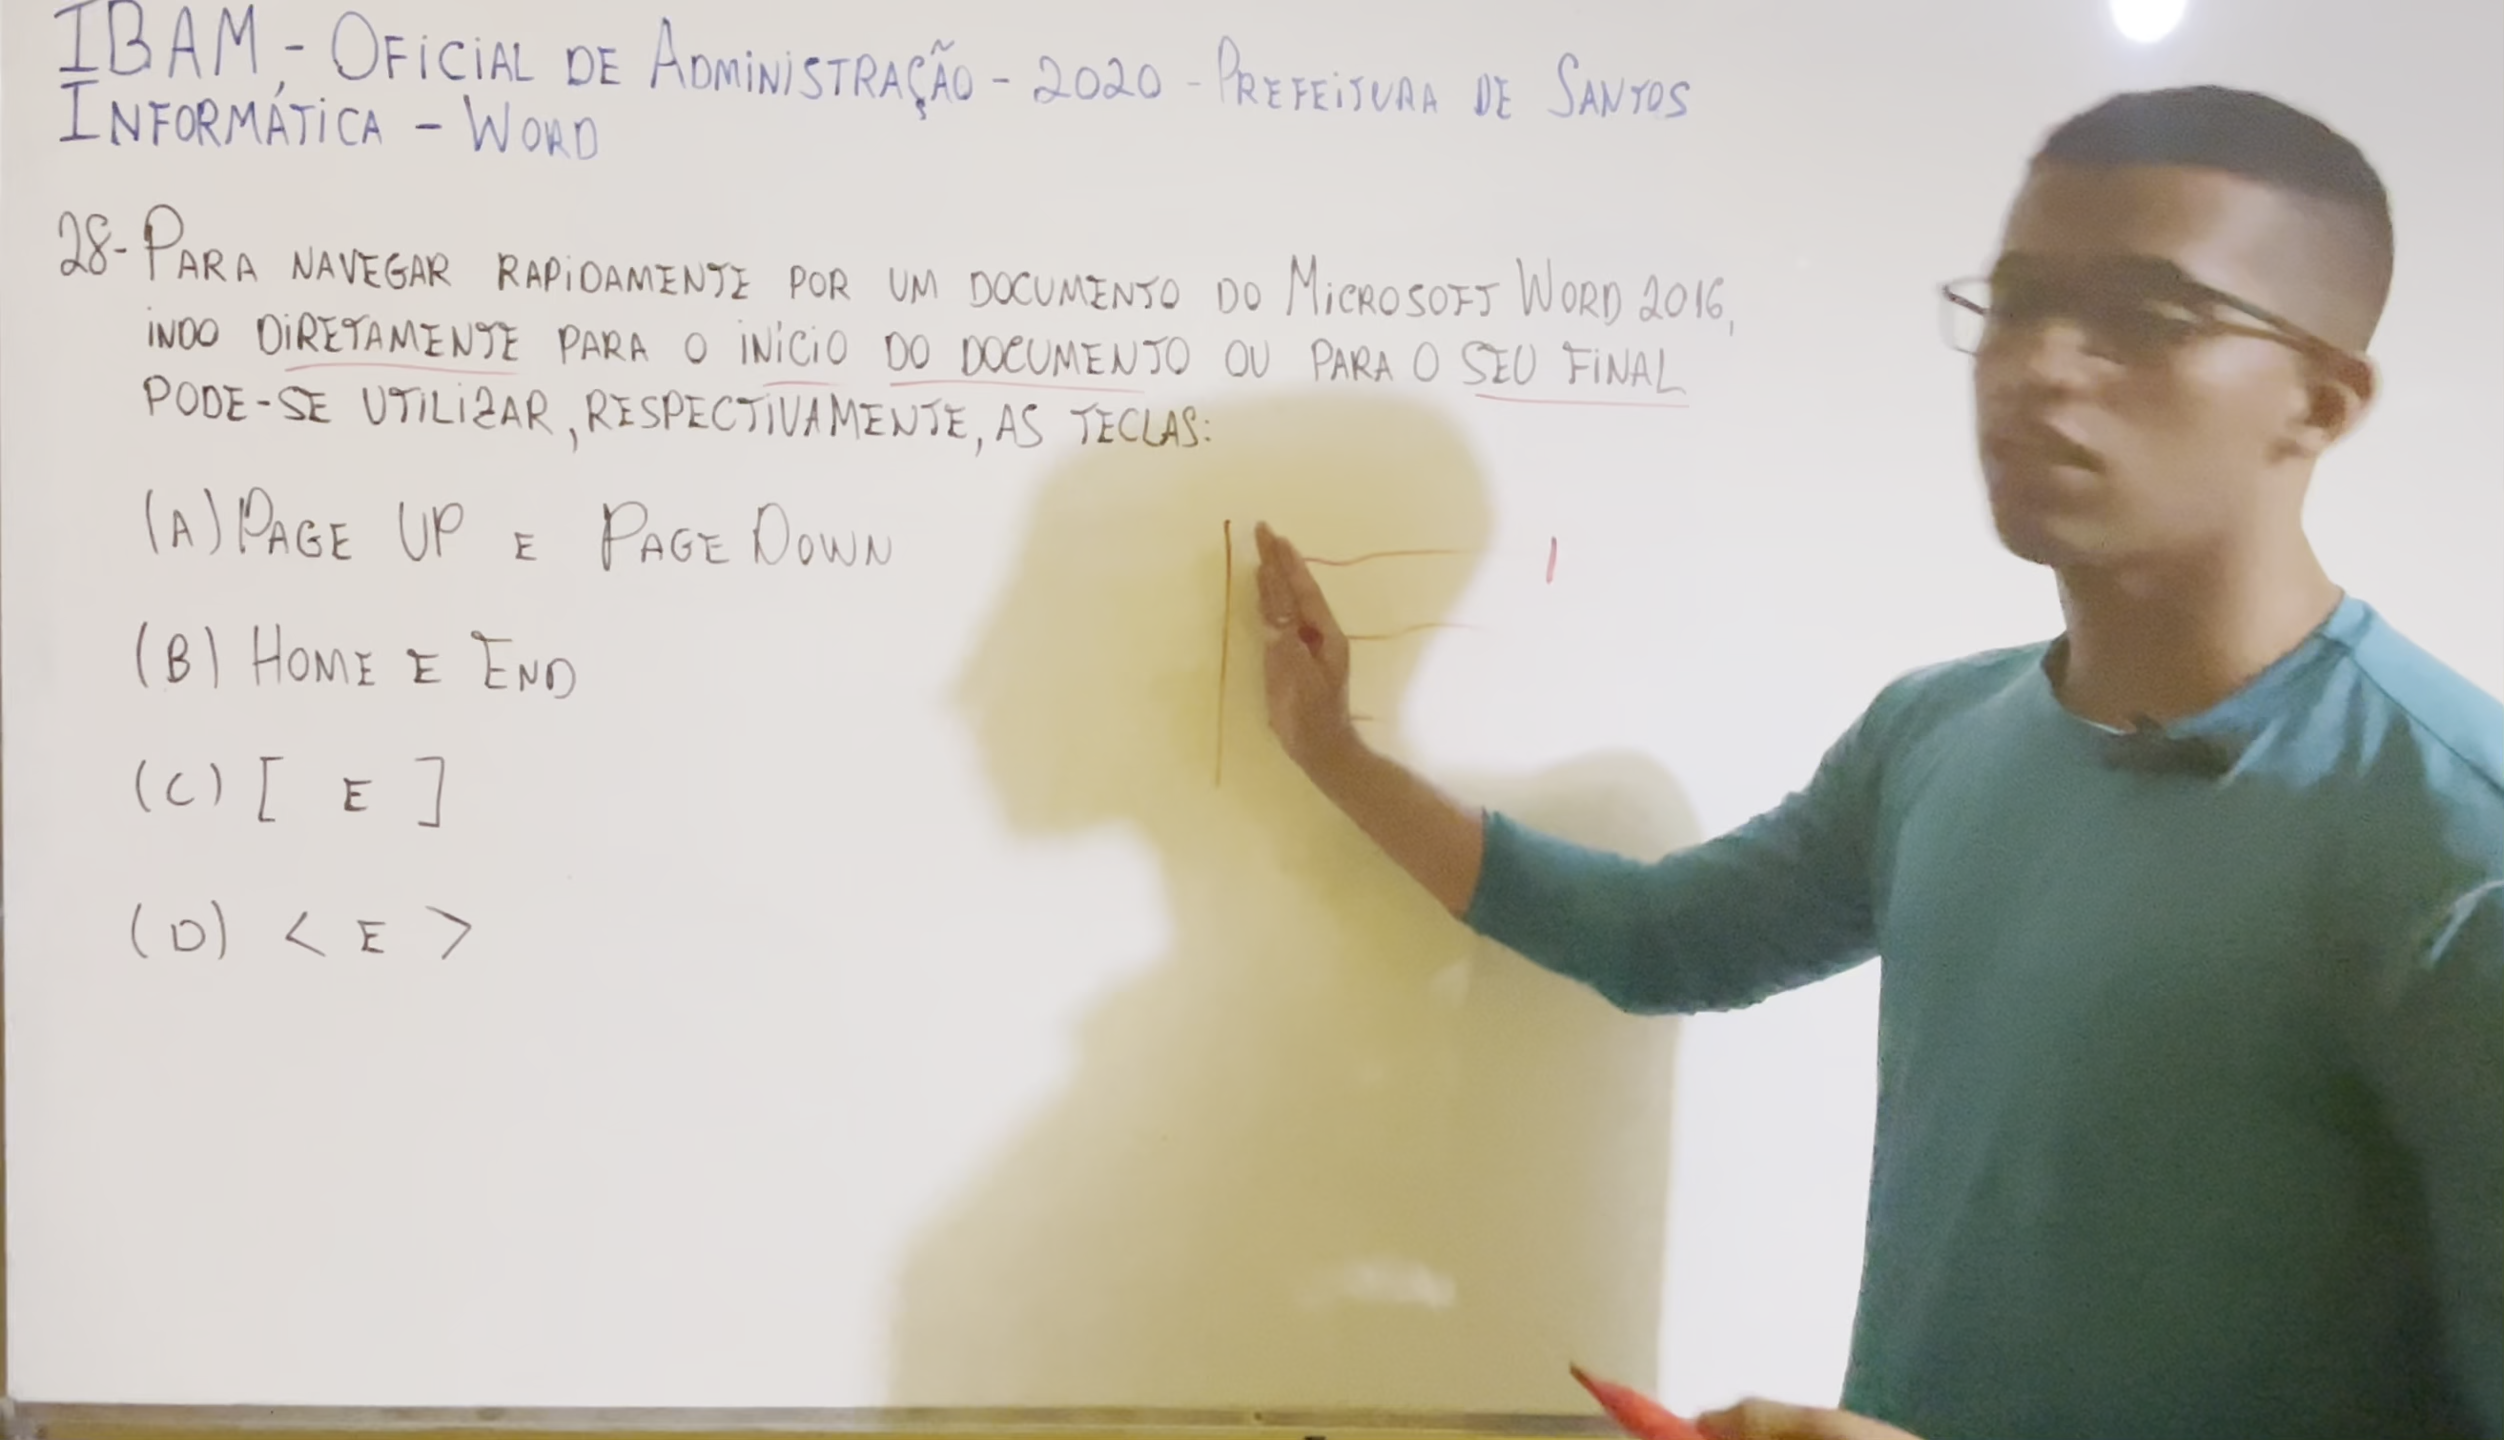 IBAM - OFICIAL DE ADMINISTRAÇÃO - 2020 - PREFEITURA DE SANTOS
INFORMÁTICA - WORD
28- PARA NAVEGAR RAPIDAMENTE POR UM DOCUMENTO DO MICROSOFT WORD 2016,
INDO DIRETAMENTE PARA O INÍCIO DO DOCUMENTO OU PARA O SEU FINAL
PODE-SE UTILIZAR, RESPECTIVAMENTE, AS TECLAS:
(A) PAGE UP E PAGE DOWN
(B) HOME E END
(C) [ E ]
(D) < E >